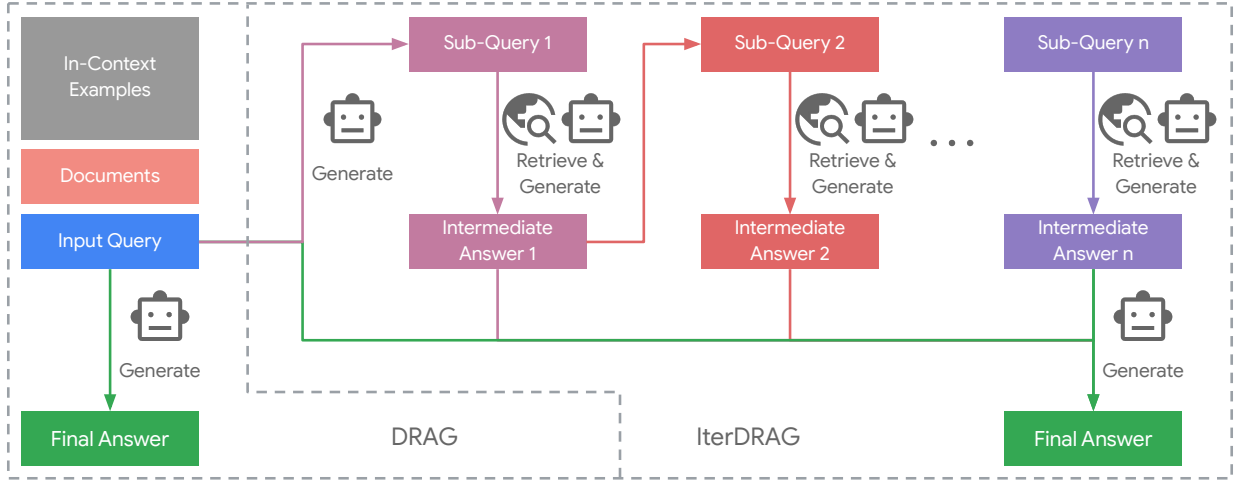 In-Context
Examples
Documents
Input Query
Generate
Final Answer
DRAG
Generate
Sub-Query 1
Retrieve &
Generate
Intermediate
Answer 1
Sub-Query 2
Retrieve &
Generate
Intermediate
Answer 2
...
Sub-Query n
Retrieve &
Generate
Intermediate
Answer n
Generate
Final Answer
IterDRAG